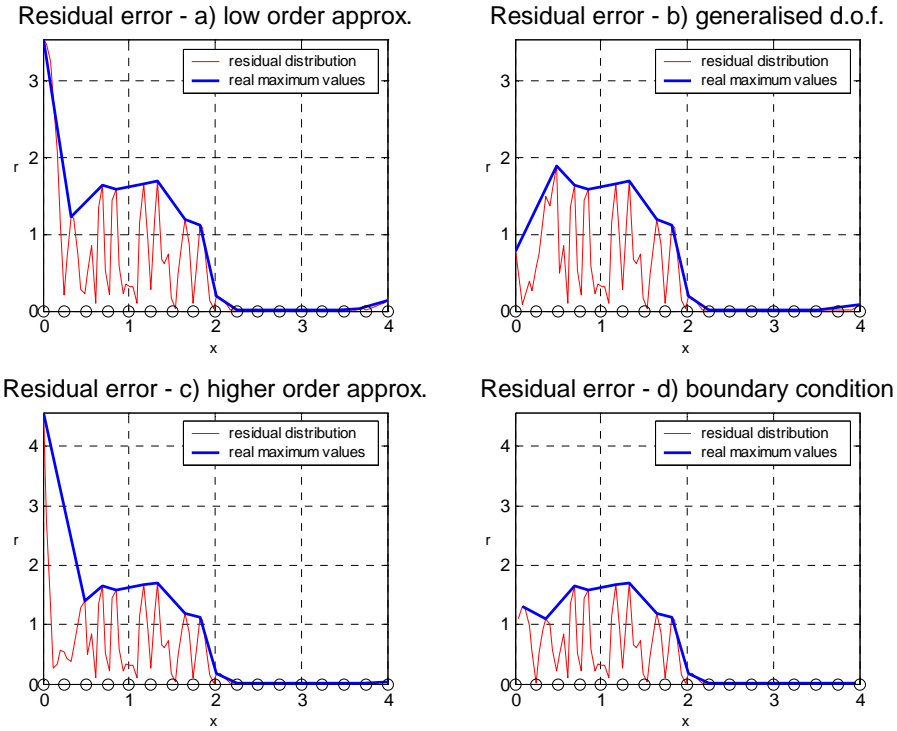 Residual error - a) low order approx.
residual distribution
real maximum values
3
2
1
0
r
0 1 2 3 4
x
Residual error - b) generalised d.o.f.
residual distribution
real maximum values
3
2
1
0
r
0 1 2 3 4
x
Residual error - c) higher order approx.
residual distribution
real maximum values
4
3
2
1
0
r
0 1 2 3 4
x
Residual error - d) boundary condition
residual distribution
real maximum values
4
3
2
1
0
r
0 1 2 3 4
x